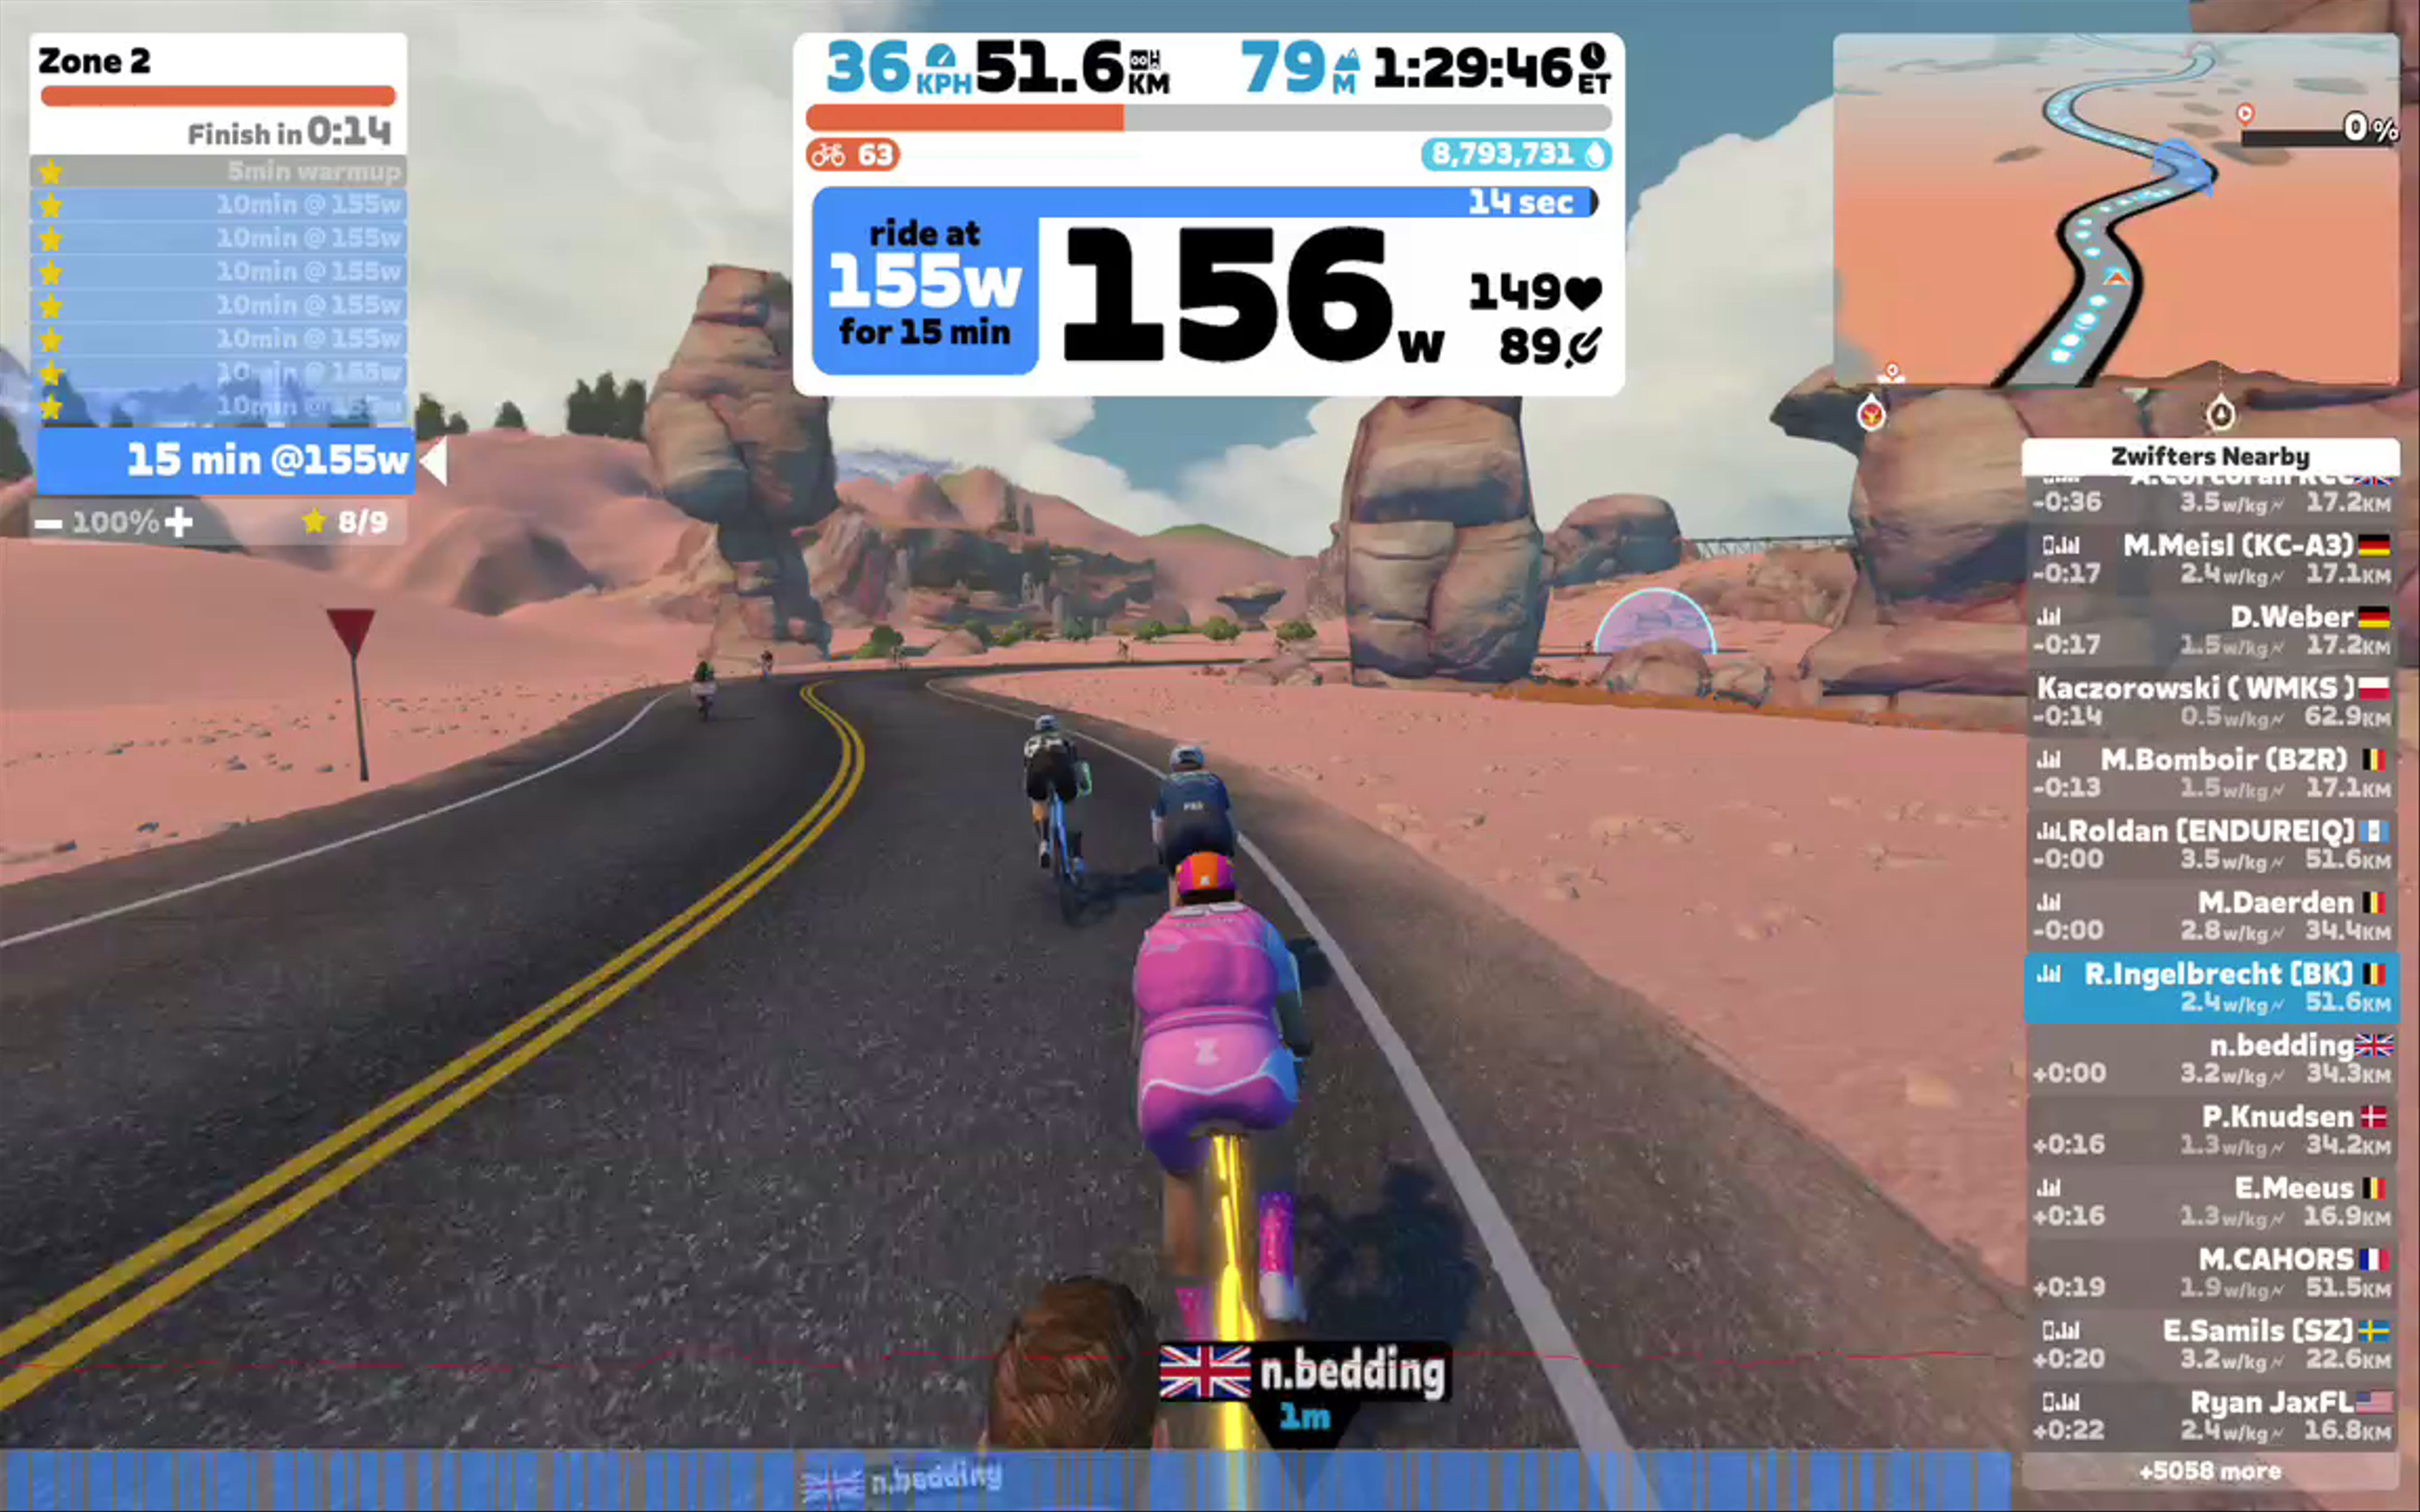 Zone 2
Finish in 0:14
5min warmup
10min @ 155w
10min @ 155w
10min @ 155w
10min @ 155w
10min @ 155w
10min @ 155w
10min @ 155w
15 min @155w
100%
8/9
36 KPH 51.6 KM 79 M 1:29:46 ET
63
8,793,731
14 sec
ride at
155w
for 15 min
156 w
149
89
0%
Zwifters Nearby
A.Corcoran KCC
-0:36 3.5w/kg 17.2KM
M.Meisl (KC-A3)
-0:17 2.4w/kg 17.1KM
D.Weber
-0:17 1.5w/kg 17.2KM
Kaczorowski ( WMKS )
-0:14 0.5w/kg 62.9KM
M.Bomboir (BZR)
-0:13 1.5w/kg 17.1KM
.Roldan [ENDUREIQ]
-0:00 3.5w/kg 51.6KM
M.Daerden
-0:00 2.8w/kg 34.4KM
R.Ingelbrecht [BK]
2.4w/kg 51.6KM
n.bedding
+0:00 3.2w/kg 34.3KM
P.Knudsen
+0:16 1.3w/kg 34.2KM
E.Meeus
+0:16 1.3w/kg 16.9KM
M.CAHORS
+0:19 1.9w/kg 51.5KM
E.Samils [SZ]
+0:20 3.2w/kg 22.6KM
Ryan JaxFL
+0:22 2.4w/kg 16.8KM
+5058 more
n.bedding
1m
n.bedding